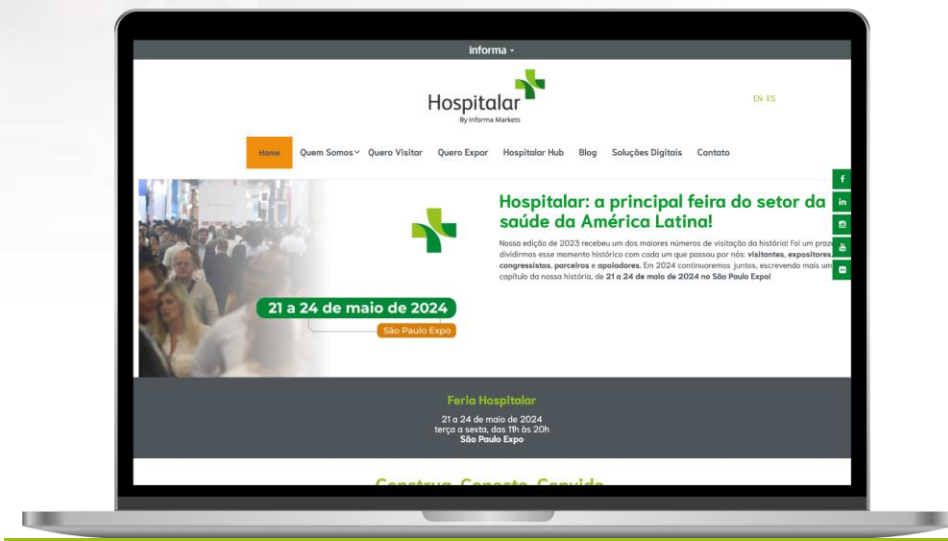 informa
Hospitalar
By Informa Markets
EN ES
Home Quem Somos Quero Visitar Quero Expor Hospitalar Hub Blog Soluções Digitais Contato
Hospitalar: a principal feira do setor da
saúde da América Latina!
Nossa edição de 2023 recebeu um dos maiores números de visitação da história! Foi um
dividirmos esse momento histórico com cada um que passou por nós: visitantes, expositores,
congressistas, parceiros e apoiadores. Em 2024 continuaremos juntos, escrevendo mais um
capítulo da nossa história, de 21 a 24 de maio de 2024 no São Paulo Expo!
21 a 24 de maio de 2024
São Paulo Expo
Feria Hospitalar
21 a 24 de maio de 2024
terça a sexta, das 11h às 20h
São Paulo Expo